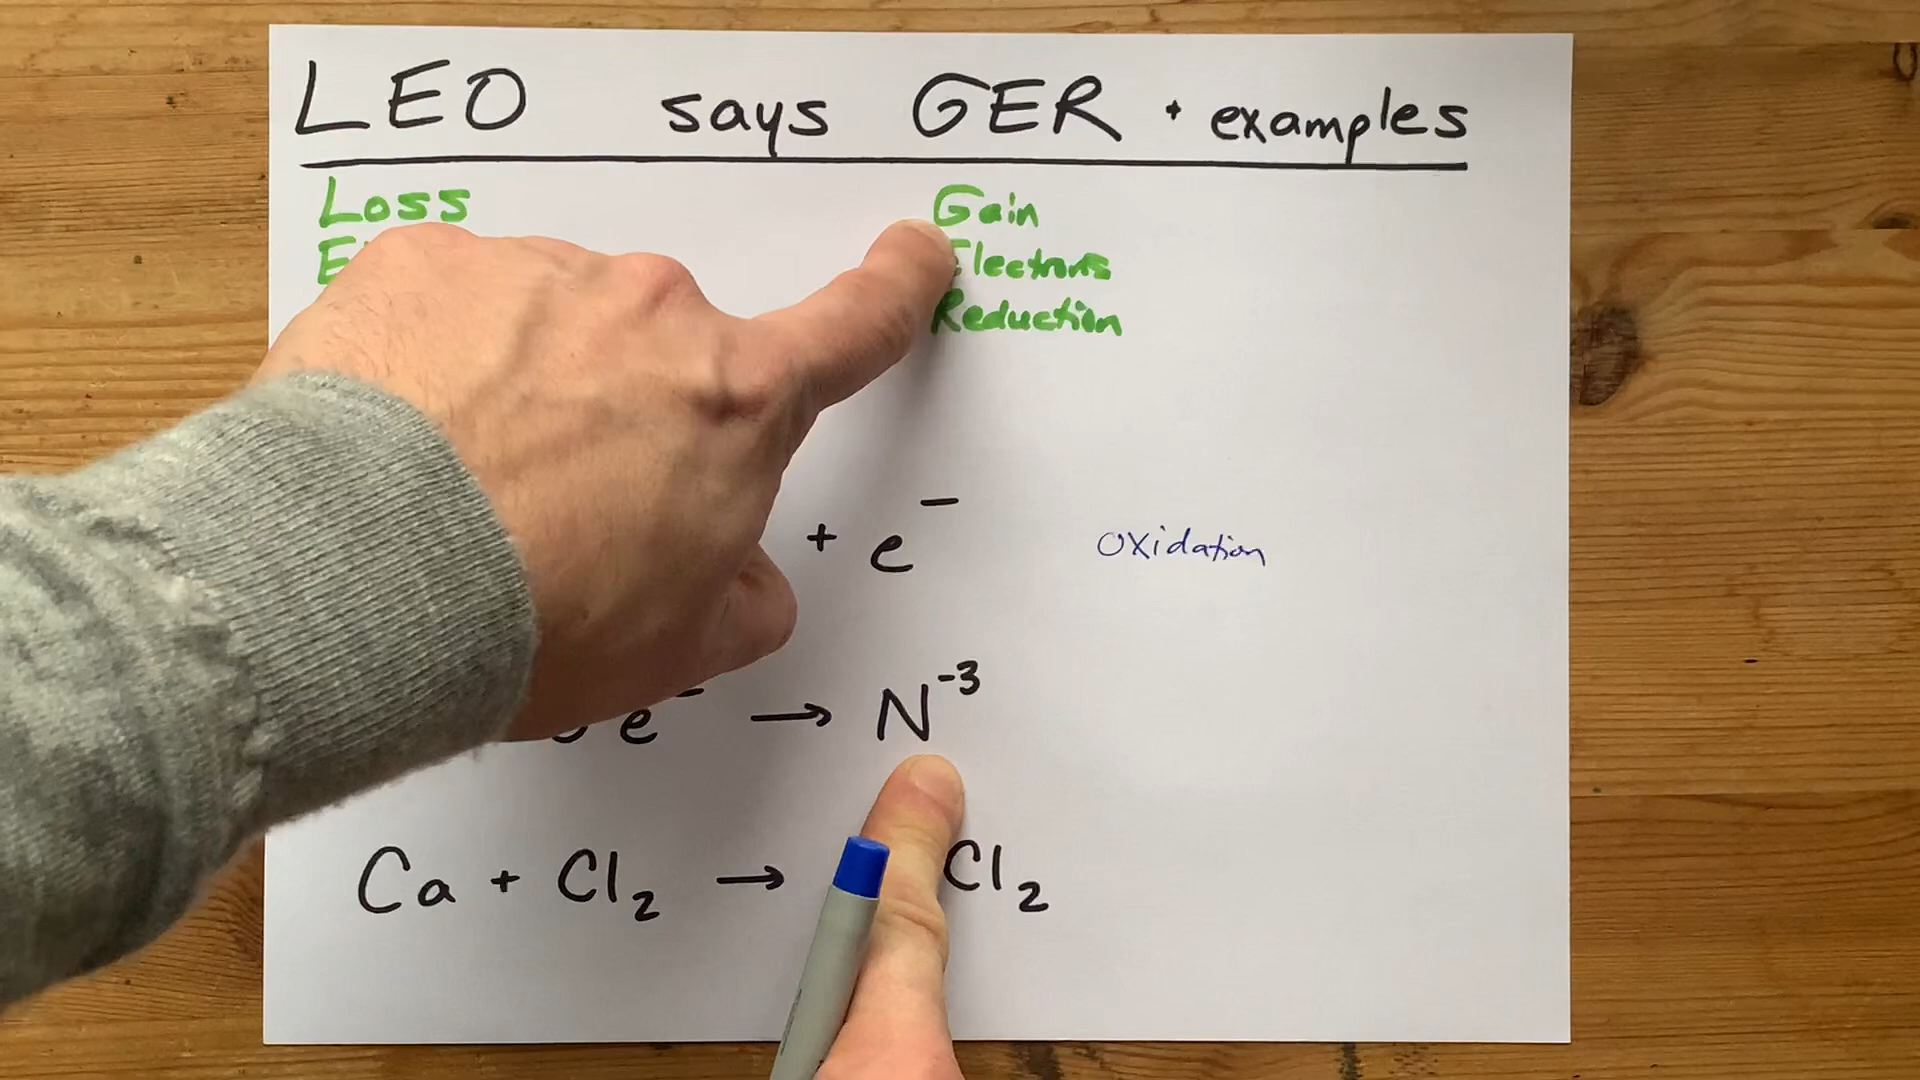 LEO says GER + examples
Loss
Gain
Electrons
Reduction
+ e⁻ oxidation
e⁻ → N⁻³
Ca + Cl₂ → Cl₂